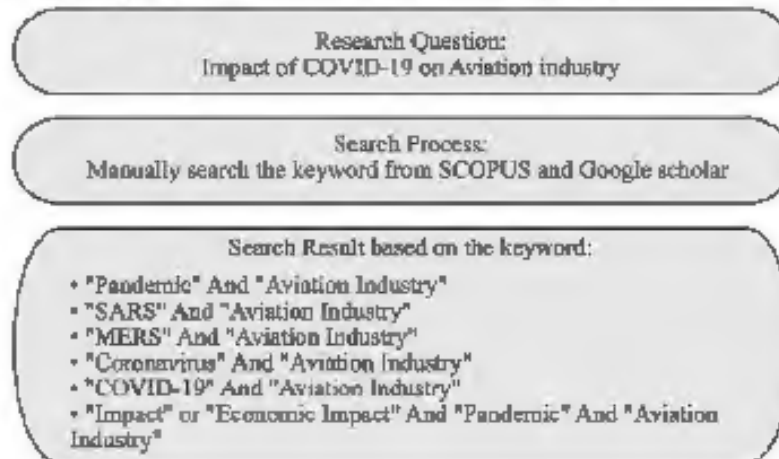 Research Question:
Impact of COVID-19 on Aviation industry
Search Process:
Manually search the keyword from SCOPUS and Google scholar
Search Result based on the keyword:
• "Pandemic" And "Aviation Industry"
• "SARS" And "Aviation Industry"
• "MERS" And "Aviation Industry"
• "Coronavirus" And "Aviation Industry"
• "COVID-19" And "Aviation Industry"
• "Impact" or "Economic Impact" And "Pandemic" And "Aviation
Industry"